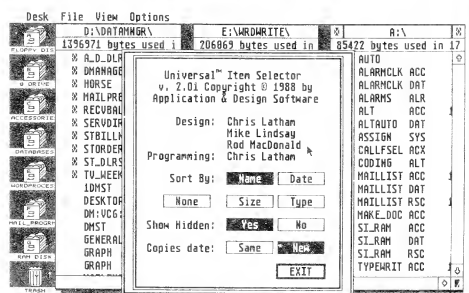 Desk File View Options
D:\DATAMNGR\ E:\WRDWRITE\ A:\
1396971 bytes used i 206869 bytes used in 85422 bytes used in 17
FLOPPY DIS
D DRIVE
ACCESSORIE
DATABASES
WORDPROCES
MAIL_PROGR
RAM DISK
TRASH
A_D_DLR
DMANAGE
HORSE
MAILPRE
RECVBAL
SERVDIA
STBILLK
STORDER
ST_DLRS
TV_WEEK
1DMST
DESKTOP
DM:VCG:
DMST
GENERAL
GRAPH
GRAPH
Universal™ Item Selector
v. 2.0i Copyright © 1988 by
Application & Design Software
Design: Chris Latham
Mike Lindsay
Rod MacDonald
Programming: Chris Latham
Sort By: Name Date
None Size Type
Show Hidden: Yes No
Copies date: Same New
EXIT
AUTO
ALARMCLK ACC
ALARMCLK DAT
ALARMS ALR
ALT ACC
ALTAUTO DAT
ASSIGN SYS
CALLFSEL ACX
CODING ALT
MAILLIST ACC
MAILLIST DAT
MAILLIST RSC
MAKE_DOC ACC
SI_RAM ACC
SI_RAM DAT
SI_RAM RSC
TYPEWRIT ACC